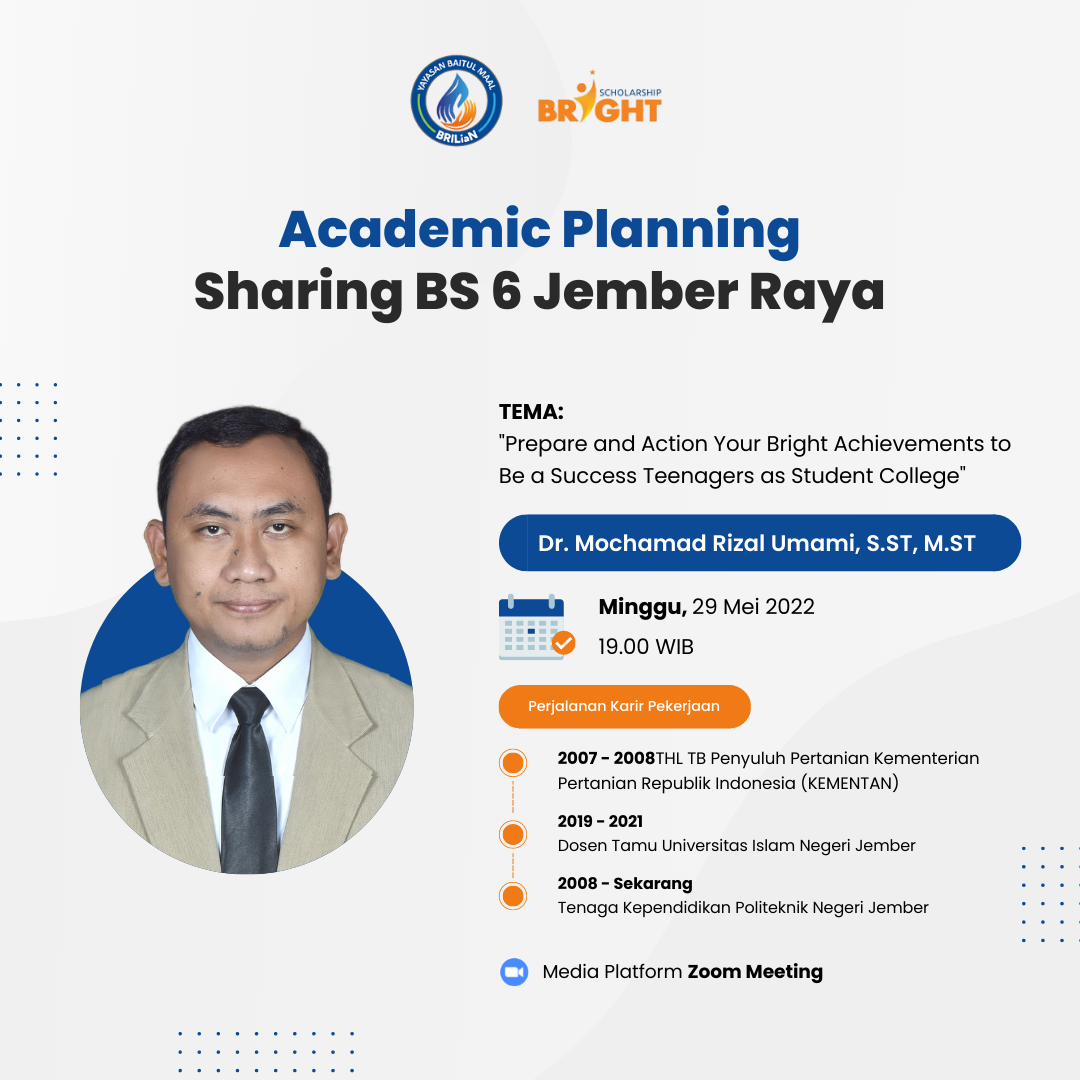 YAYASAN BAITUL MAAL
BRILiaN
SCHOLARSHIP
BRIGHT
Academic Planning
Sharing BS 6 Jember Raya
TEMA:
"Prepare and Action Your Bright Achievements to
Be a Success Teenagers as Student College"
Dr. Mochamad Rizal Umami, S.ST, M.ST
Minggu, 29 Mei 2022
19.00 WIB
Perjalanan Karir Pekerjaan
2007 - 2008THL TB Penyuluh Pertanian Kementerian
Pertanian Republik Indonesia (KEMENTAN)
2019 - 2021
Dosen Tamu Universitas Islam Negeri Jember
2008 - Sekarang
Tenaga Kependidikan Politeknik Negeri Jember
Media Platform Zoom Meeting